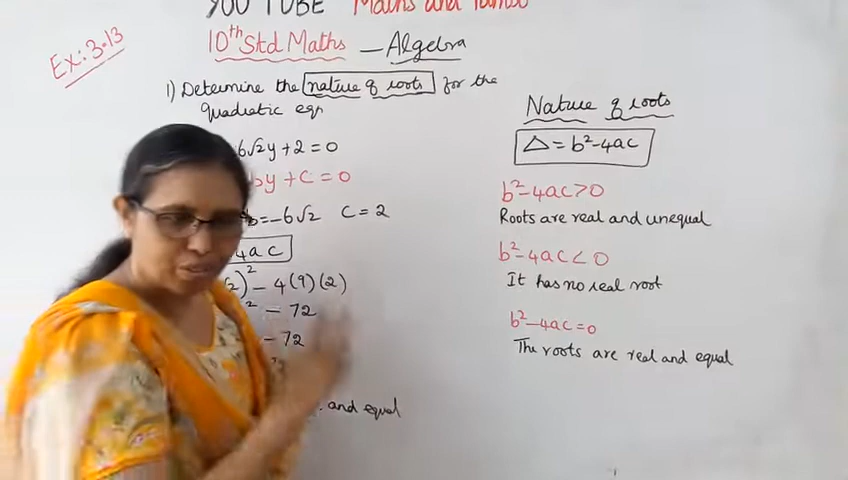 YOU TUBE Maths and
Ex: 3.13
10th Std Maths — Algebra
1) Determine the nature of roots for the
quadratic eqn
6√2y + 2 = 0
by + c = 0
b = -6√2 c = 2
4ac
2)² - 4(9)(2)
² - 72
- 72
and equal
Nature of roots
△ = b²-4ac
b²-4ac>0
Roots are real and unequal
b²-4ac<0
It has no real root
b²-4ac=0
The roots are real and equal